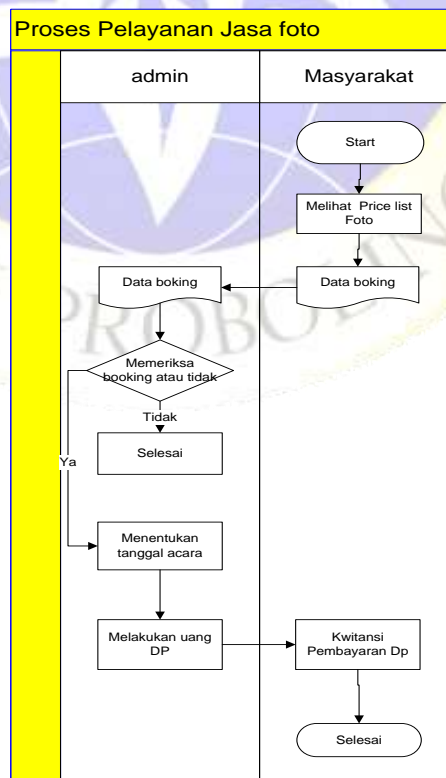 Proses Pelayanan Jasa foto
admin
Masyarakat
Start
Melihat Price list
Foto
Data boking
Data boking
Memeriksa
booking atau tidak
Tidak
Selesai
Ya
Menentukan
tanggal acara
Melakukan uang
DP
Kwitansi
Pembayaran Dp
Selesai